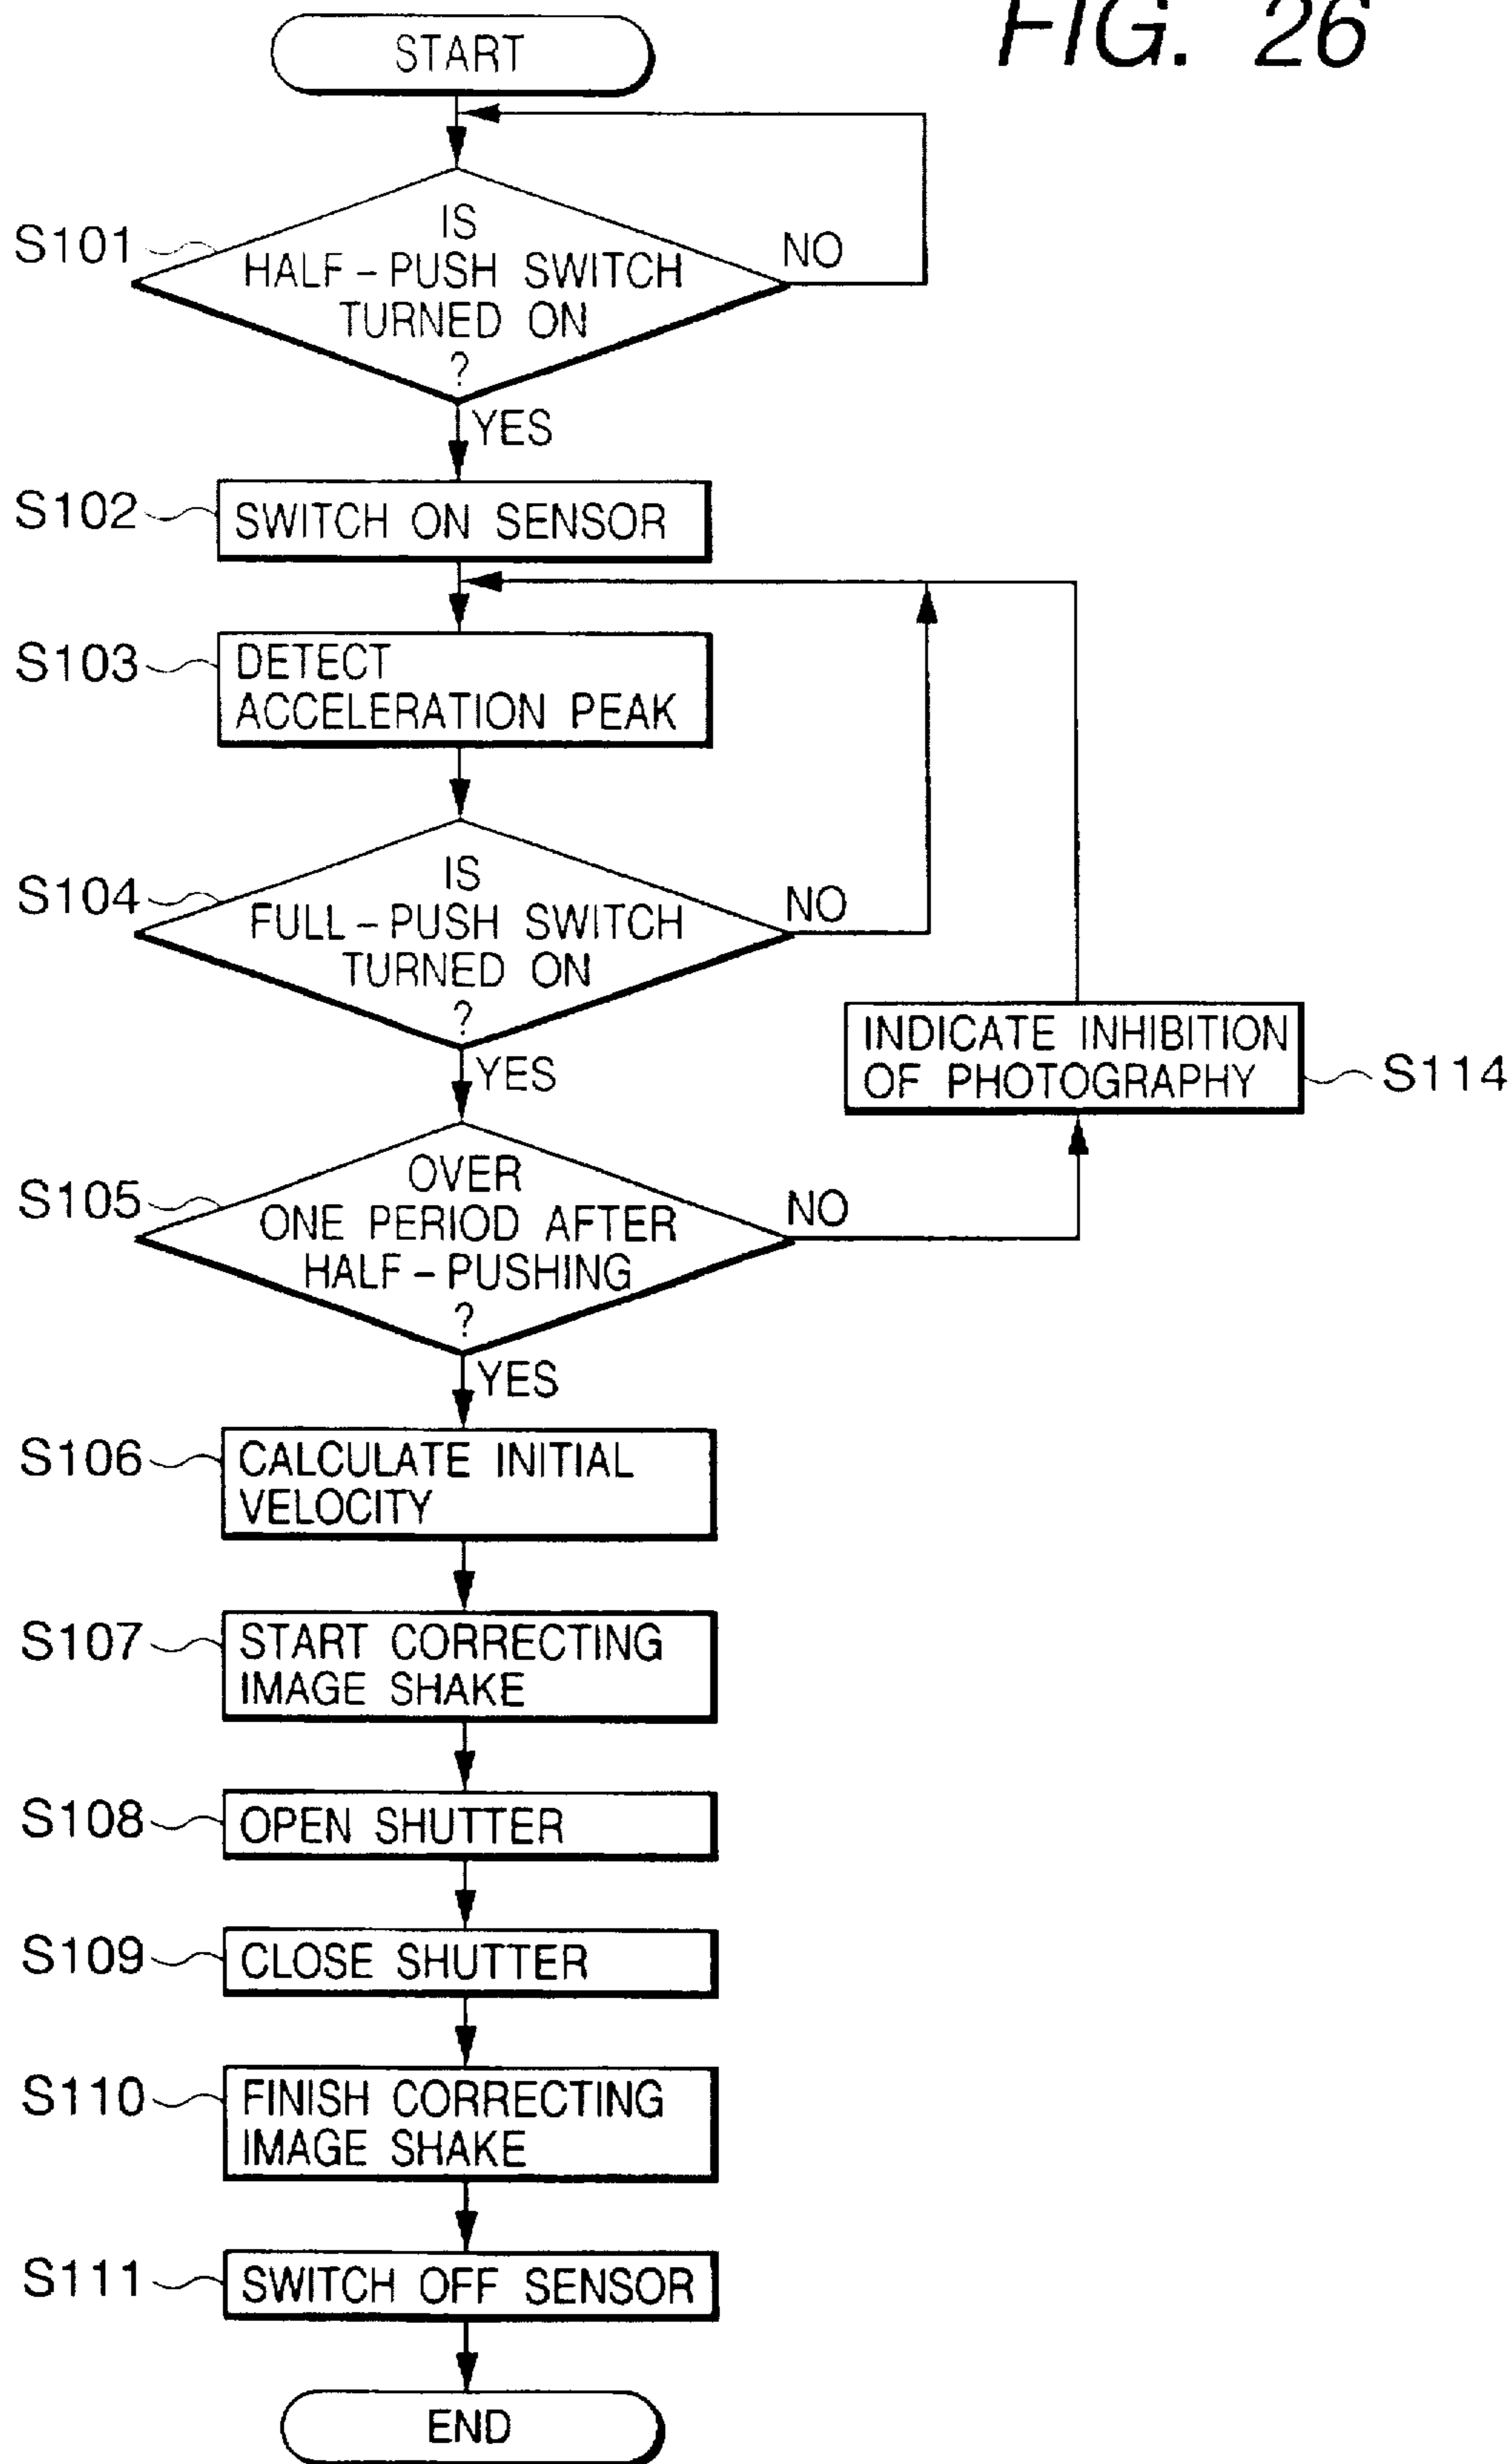 FIG. 26
START
S101
IS
HALF-PUSH SWITCH
TURNED ON
?
NO
YES
S102
SWITCH ON SENSOR
S103
DETECT
ACCELERATION PEAK
S104
IS
FULL-PUSH SWITCH
TURNED ON
?
NO
YES
INDICATE INHIBITION
OF PHOTOGRAPHY
S114
S105
OVER
ONE PERIOD AFTER
HALF-PUSHING
?
NO
YES
S106
CALCULATE INITIAL
VELOCITY
S107
START CORRECTING
IMAGE SHAKE
S108
OPEN SHUTTER
S109
CLOSE SHUTTER
S110
FINISH CORRECTING
IMAGE SHAKE
S111
SWITCH OFF SENSOR
END